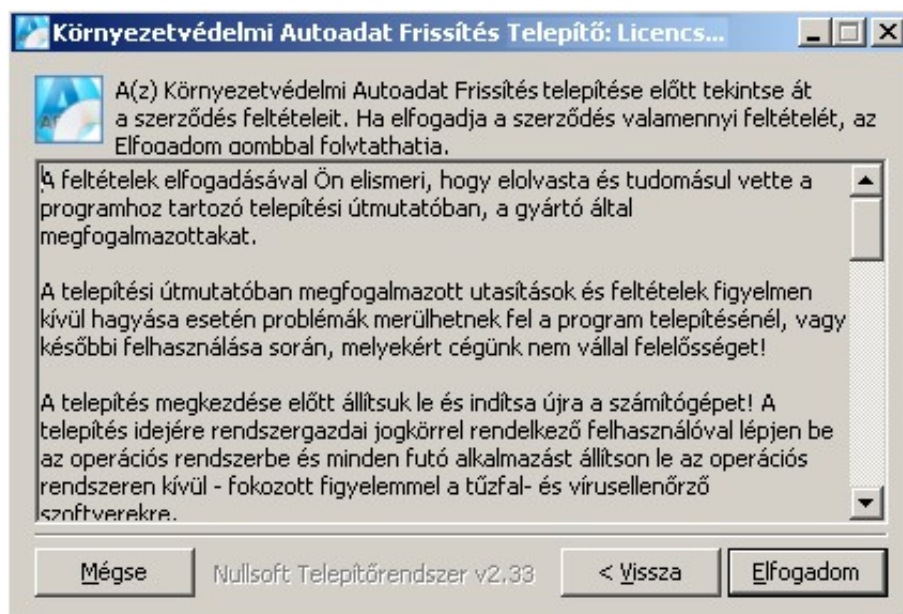 Környezetvédelmi Autoadat Frissítés Telepítő: Licencs...
A(z) Környezetvédelmi Autoadat Frissítés telepítése előtt tekintse át
a szerződés feltételeit. Ha elfogadja a szerződés valamennyi feltételét, az
Elfogadom gombbal folytathatja.
A feltételek elfogadásával Ön elismeri, hogy elolvasta és tudomásul vette a
programhoz tartozó telepítési útmutatóban, a gyártó által
megfogalmazottakat.
A telepítési útmutatóban megfogalmazott utasítások és feltételek figyelmen
kívül hagyása esetén problémák merülhetnek fel a program telepítésénél, vagy
későbbi felhasználása során, melyekért cégünk nem vállal felelősséget!
A telepítés megkezdése előtt állítsuk le és indítsa újra a számítógépet! A
telepítés idejére rendszergazdai jogkörrel rendelkező felhasználóval lépjen be
az operációs rendszerbe és minden futó alkalmazást állítson le az operációs
rendszeren kívül - fokozott figyelemmel a tűzfal- és vírusellenőrző
szoftverekre.
Mégse
Nullsoft Telepítőrendszer v2.33
< Vissza
Elfogadom